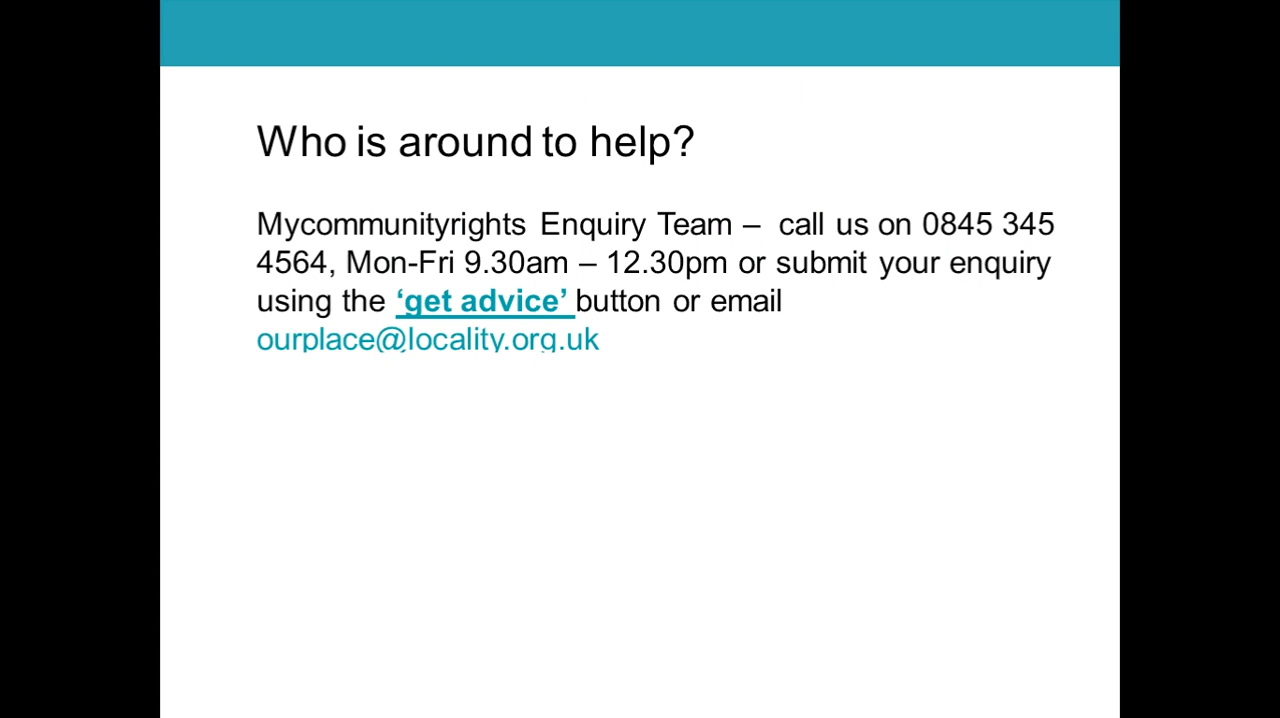 Who is around to help?
Mycommunityrights Enquiry Team – call us on 0845 345
4564, Mon-Fri 9.30am – 12.30pm or submit your enquiry
using the ‘get advice’ button or email
ourplace@locality.org.uk